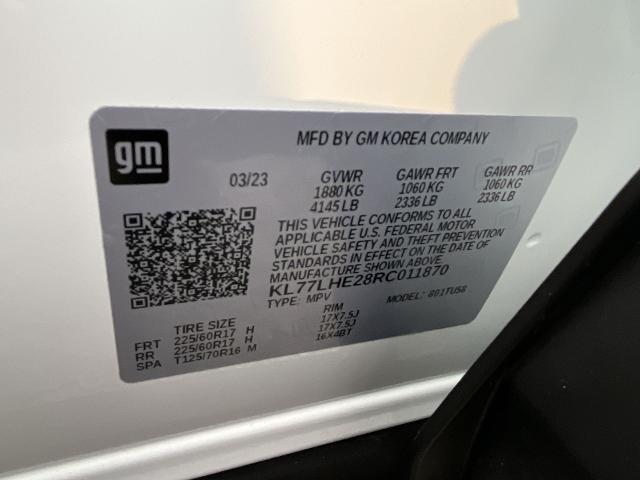 gm
MFD BY GM KOREA COMPANY
03/23 GVWR GAWR FRT GAWR RR
1880 KG 1060 KG 1060 KG
4145 LB 2336 LB 2336 LB
THIS VEHICLE CONFORMS TO ALL
APPLICABLE U.S. FEDERAL MOTOR
VEHICLE SAFETY AND THEFT PREVENTION
STANDARDS IN EFFECT ON THE DATE OF
MANUFACTURE SHOWN ABOVE.
KL77LHE28RC011870
TYPE: MPV MODEL: 801TU58
TIRE SIZE RIM
FRT 225/60R17 H 17X7.5J
RR 225/60R17 H 17X7.5J
SPA T125/70R16 M 16X4BT